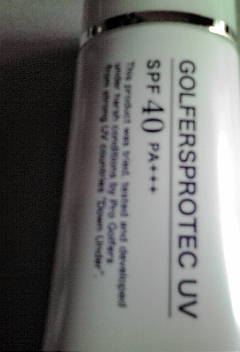 GOLFERSPROTEC UV
SPF 40 PA+++
This product was tried, tested and developed
under harsh conditions by Pro Golfers
from strong UV countries "Down Under".